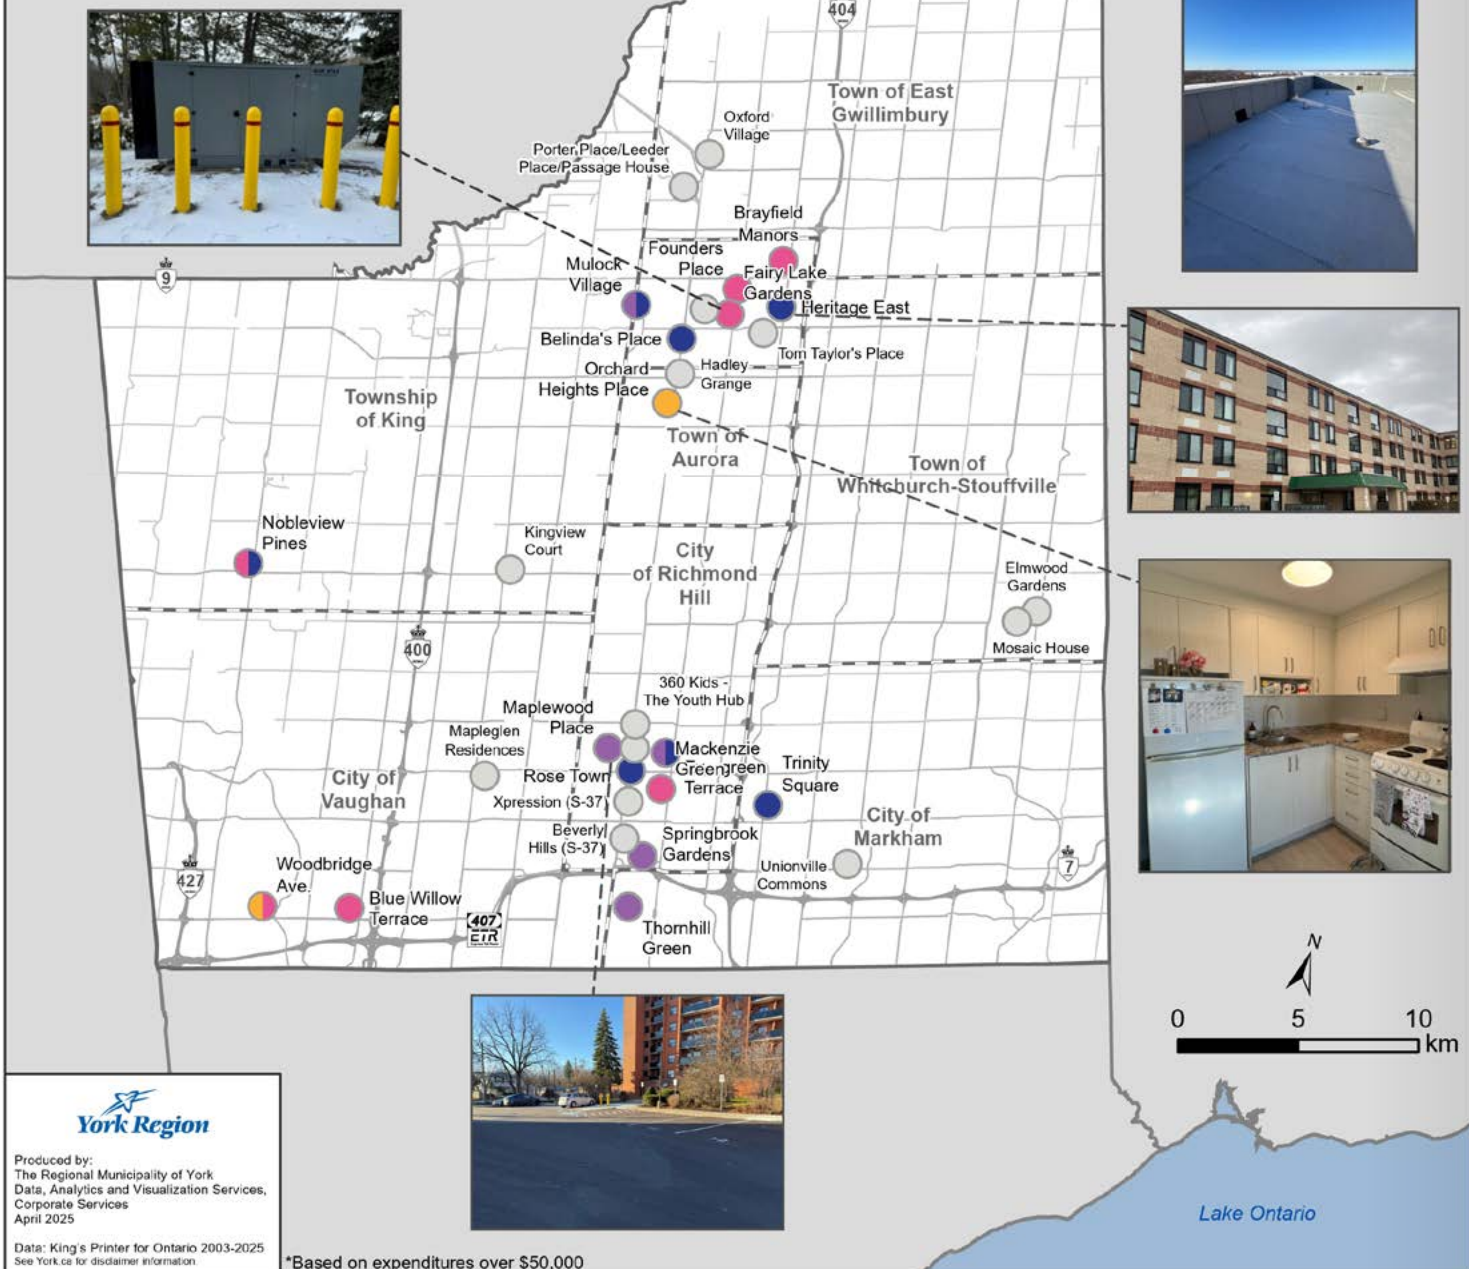 404
Town of East
Gwillimbury
Oxford
Village
Porter Place/Leeder
Place/Passage House
Brayfield
Manors
Founders
Place
Mulock
Village
Fairy Lake
Gardens
Heritage East
9
Belinda's Place
Tom Taylor's Place
Orchard
Heights Place
Hadley
Grange
Township
of King
Town of
Aurora
Town of
Whitchurch-Stouffville
Nobleview
Pines
Kingview
Court
City
of Richmond
Hill
Elmwood
Gardens
Mosaic House
400
360 Kids -
The Youth Hub
Maplewood
Place
Mapleglen
Residences
Mackenzie
Green
green
Terrace
Rose Town
Trinity
Square
City of
Vaughan
Xpression (S-37)
City of
Markham
Beverly
Hills (S-37)
Springbrook
Gardens
Unionville
Commons
7
427
Woodbridge
Ave.
Blue Willow
Terrace
407
ETR
Thornhill
Green
N
0 5 10
km
York Region
Produced by:
The Regional Municipality of York
Data, Analytics and Visualization Services,
Corporate Services
April 2025
Data: King's Printer for Ontario 2003-2025
See York.ca for disclaimer information.
*Based on expenditures over $50,000
Lake Ontario